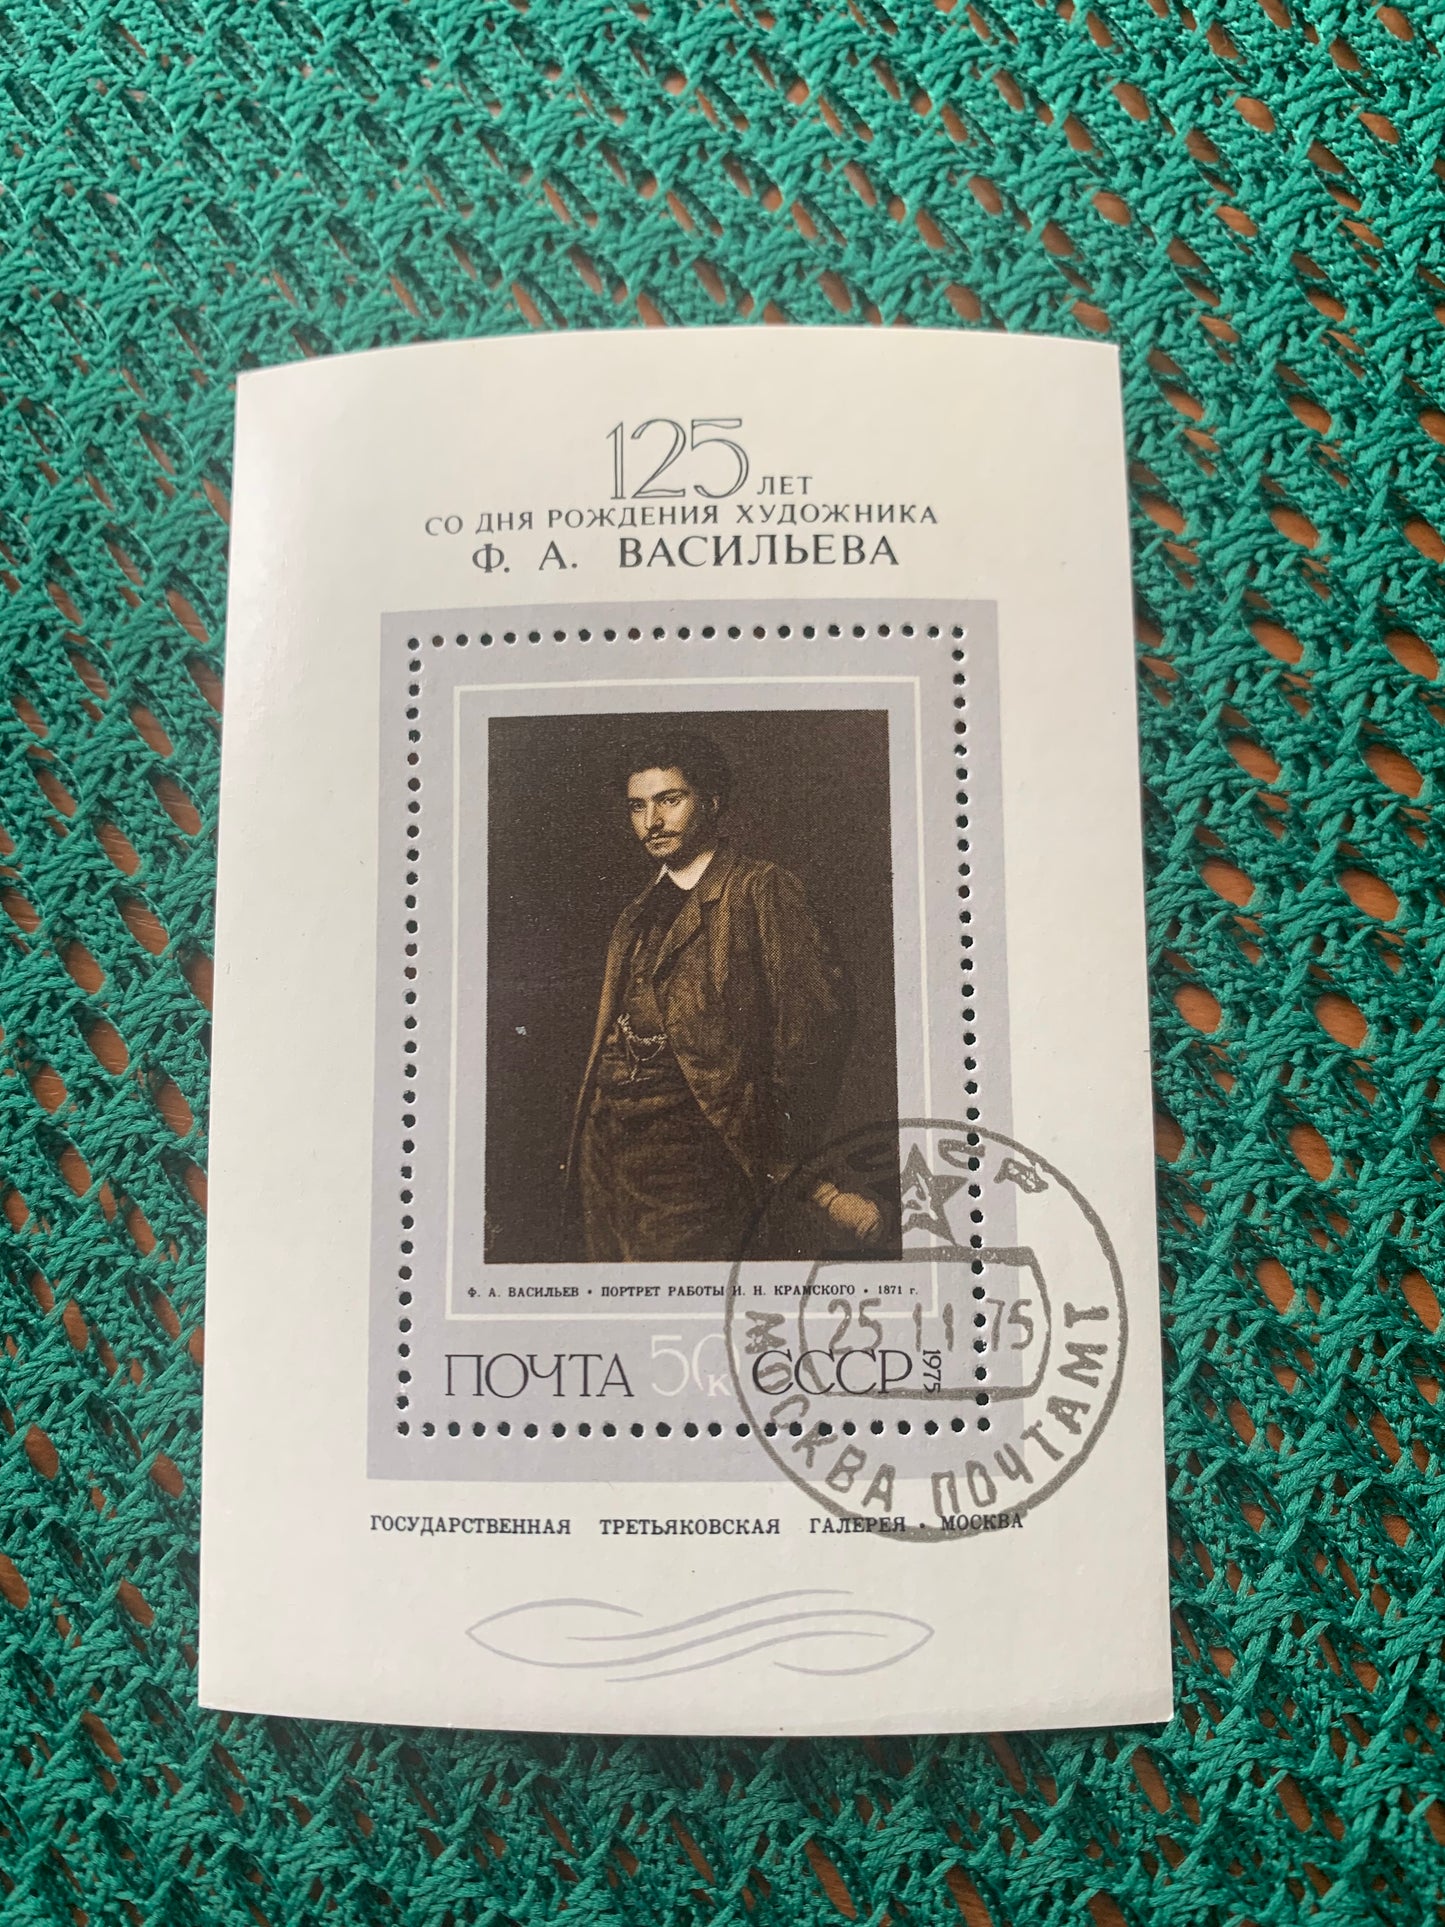 125 ЛЕТ
СО ДНЯ РОЖДЕНИЯ ХУДОЖНИКА
Ф. А. ВАСИЛЬЕВА
Ф. А. ВАСИЛЬЕВ • ПОРТРЕТ РАБОТЫ И. Н. КРАМСКОГО • 1871 г.
ПОЧТА 50к СССР 1975
25 11 75
МОСКВА ПОЧТАМТ
ГОСУДАРСТВЕННАЯ ТРЕТЬЯКОВСКАЯ ГАЛЕРЕЯ • МОСКВА